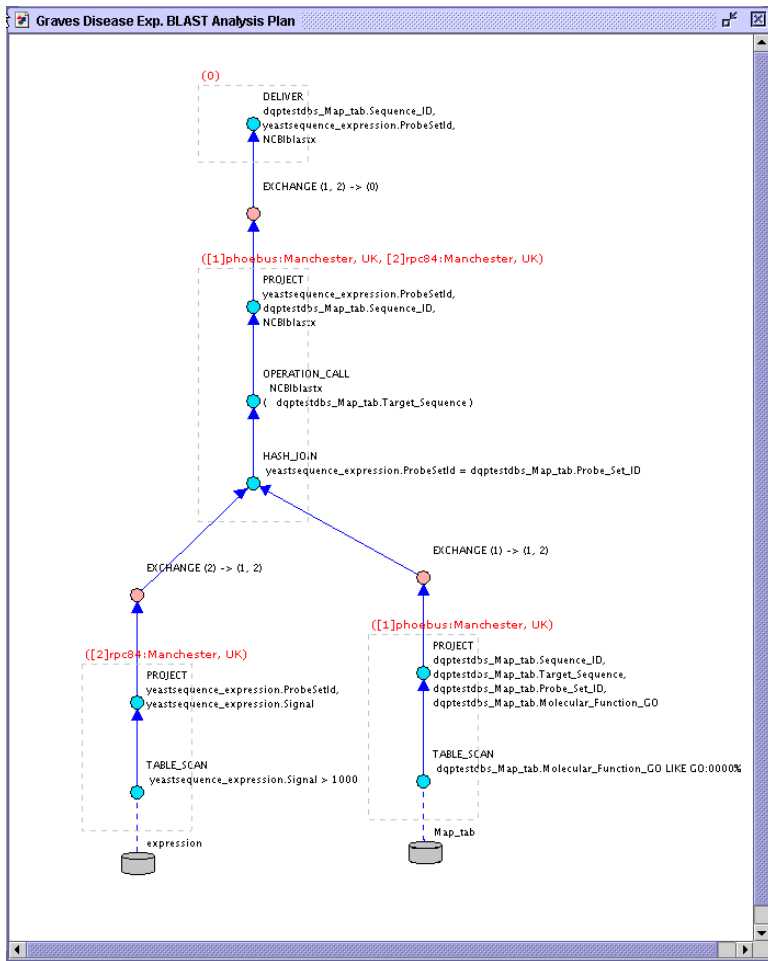 Graves Disease Exp. BLAST Analysis Plan
(0)
DELIVER
dqptestdbs_Map_tab.Sequence_ID,
yeastsequence_expression.ProbeSetId,
NCBIblastx
EXCHANGE (1, 2) -> (0)
([1]phoebus:Manchester, UK, [2]rpc84:Manchester, UK)
PROJECT
yeastsequence_expression.ProbeSetId,
dqptestdbs_Map_tab.Sequence_ID,
NCBIblastx
OPERATION_CALL
NCBIblastx
( dqptestdbs_Map_tab.Target_Sequence )
HASH_JOIN
yeastsequence_expression.ProbeSetId = dqptestdbs_Map_tab.Probe_Set_ID
EXCHANGE (2) -> (1, 2)
([2]rpc84:Manchester, UK)
PROJECT
yeastsequence_expression.ProbeSetId,
yeastsequence_expression.Signal
TABLE_SCAN
yeastsequence_expression.Signal > 1000
expression
EXCHANGE (1) -> (1, 2)
([1]phoebus:Manchester, UK)
PROJECT
dqptestdbs_Map_tab.Sequence_ID,
dqptestdbs_Map_tab.Target_Sequence,
dqptestdbs_Map_tab.Probe_Set_ID,
dqptestdbs_Map_tab.Molecular_Function_GO
TABLE_SCAN
dqptestdbs_Map_tab.Molecular_Function_GO LIKE GO:0000%
Map_tab